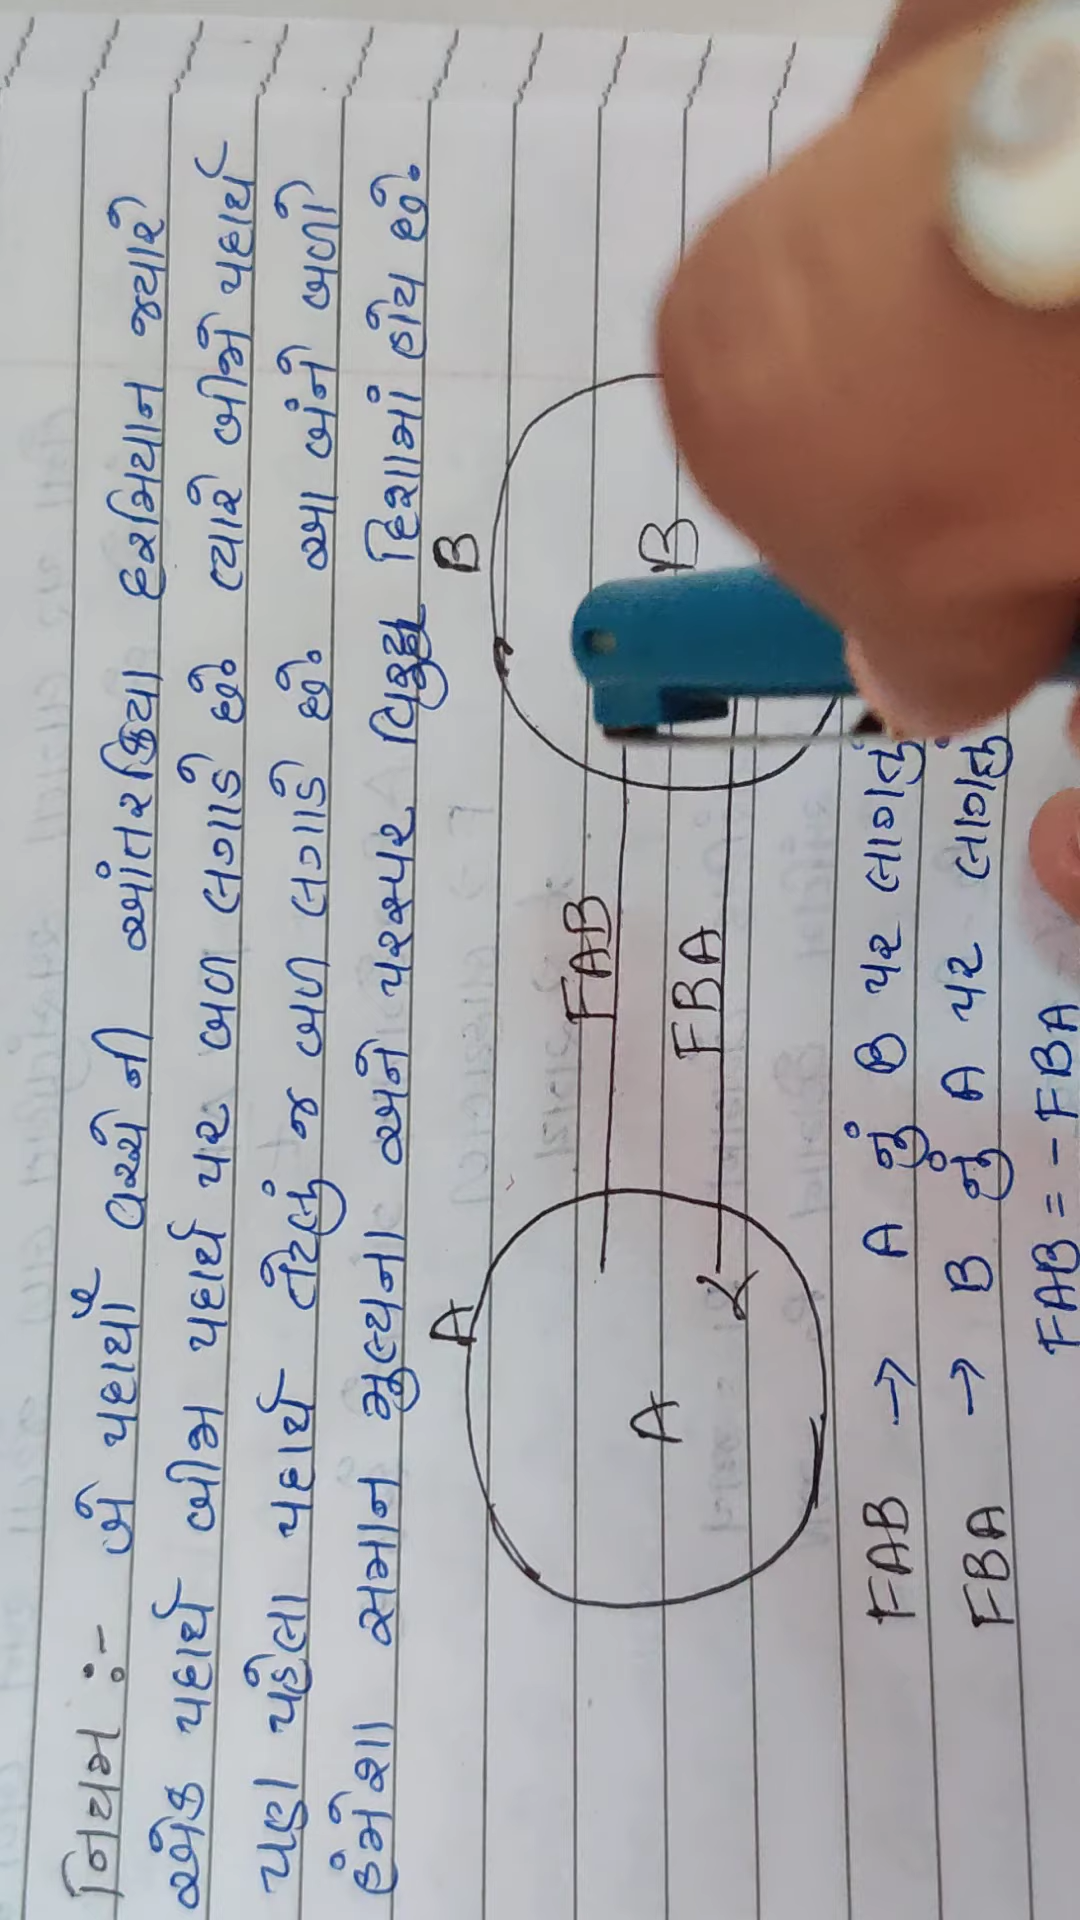 નિયમ :- બે પદાર્થો વચ્ચે ની આંતરક્રિયા દરમિયાન જ્યારે
એક પદાર્થ બીજા પદાર્થ પર બળ લગાડે છે. ત્યારે બીજો પદાર્થ
પણ પહેલા પદાર્થ તેટલું જ બળ લગાડે છે. આ બંને બળો
હંમેશા સમાન મુલ્યના અને પરસ્પર વિરુદ્ધ દિશામાં હોય છે.
A B
FAB
A B
FBA
FAB → A નું B પર લાગતું
FBA → B નું A પર લાગતું
FAB = - FBA